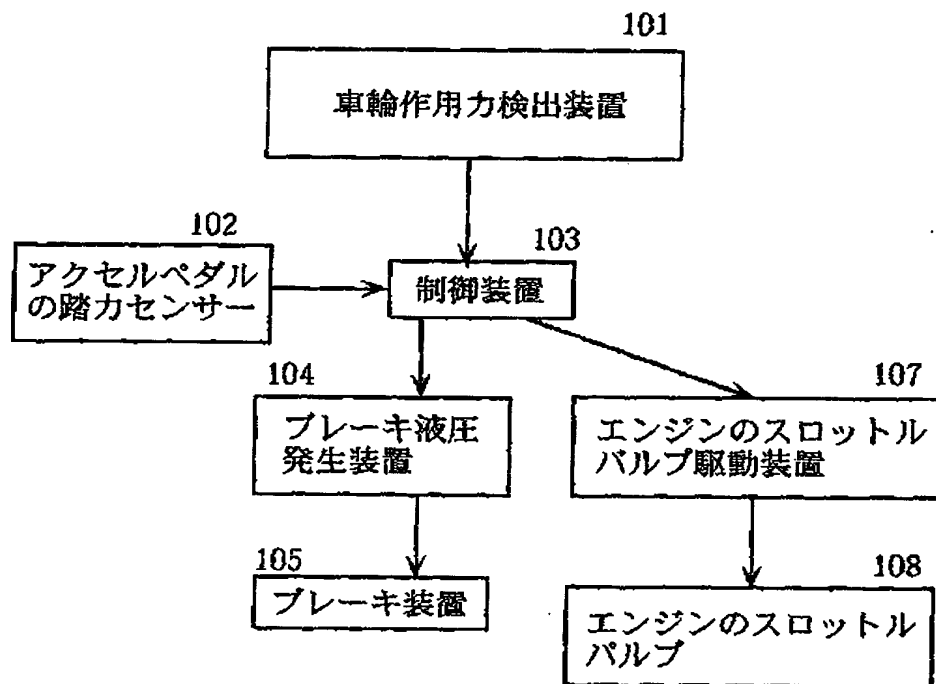 101
車輪作用力検出装置
102
アクセルペダル
の踏力センサー
103
制御装置
104
ブレーキ液圧
発生装置
107
エンジンのスロットル
バルブ駆動装置
105
ブレーキ装置
108
エンジンのスロットル
バルブ